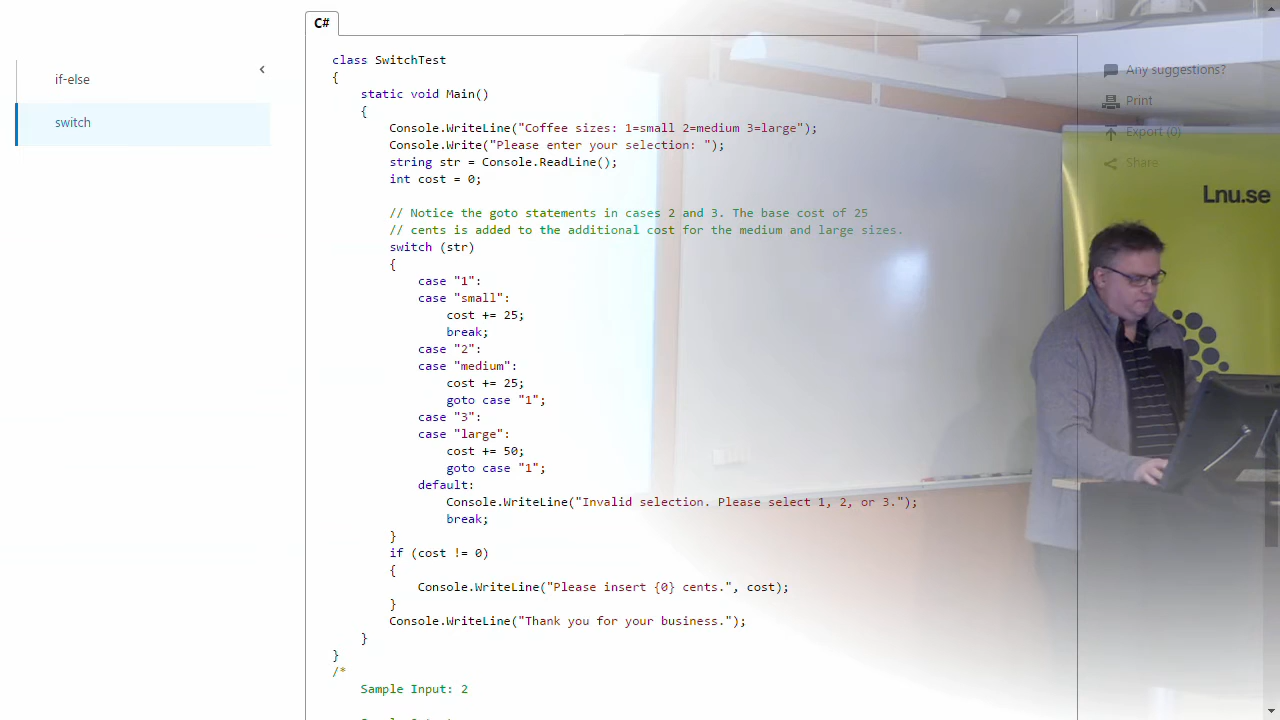 C#
if-else
switch
class SwitchTest
{
static void Main()
{
Console.WriteLine("Coffee sizes: 1=small 2=medium 3=large");
Console.Write("Please enter your selection: ");
string str = Console.ReadLine();
int cost = 0;
// Notice the goto statements in cases 2 and 3. The base cost of 25
// cents is added to the additional cost for the medium and large sizes.
switch (str)
{
case "1":
case "small":
cost += 25;
break;
case "2":
case "medium":
cost += 25;
goto case "1";
case "3":
case "large":
cost += 50;
goto case "1";
default:
Console.WriteLine("Invalid selection. Please select 1, 2, or 3.");
break;
}
if (cost != 0)
{
Console.WriteLine("Please insert {0} cents.", cost);
}
Console.WriteLine("Thank you for your business.");
}
}
/*
Sample Input: 2
Any suggestions?
Print
Export (0)
Share
Lnu.se